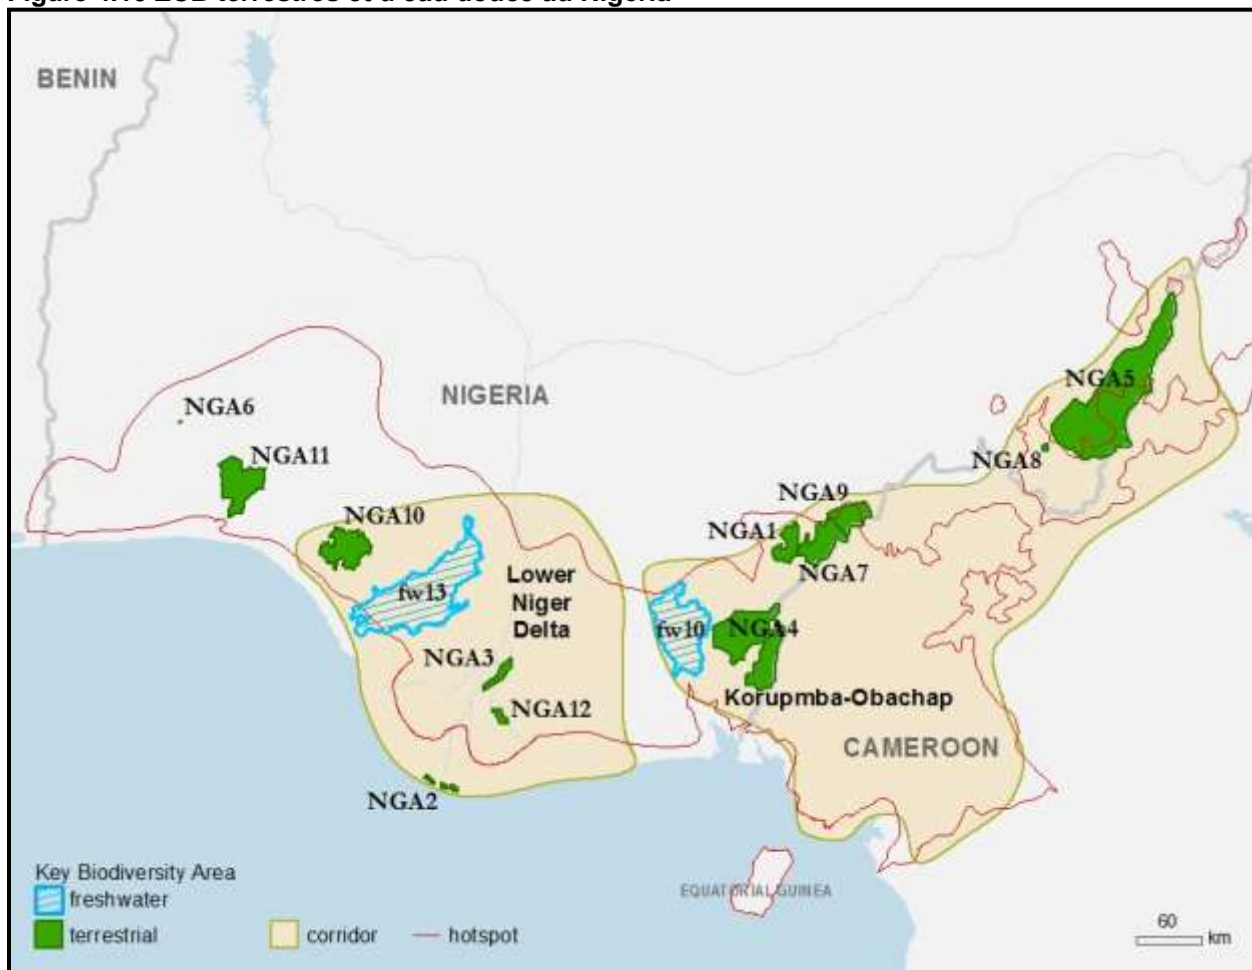 Figure 4.10 ZCB terrestres et d'eau douce au Nigeria
BENIN
NIGERIA
NGA6
NGA11
NGA5
NGA8
NGA9
NGA10
NGA1
NGA7
Lower
Niger
Delta
fw13
fw10
NGA4
NGA3
Korupmba-Obachap
NGA12
CAMEROON
NGA2
Key Biodiversity Area
freshwater
EQUATORIAL GUINEA
terrestrial
corridor
hotspot
60
km